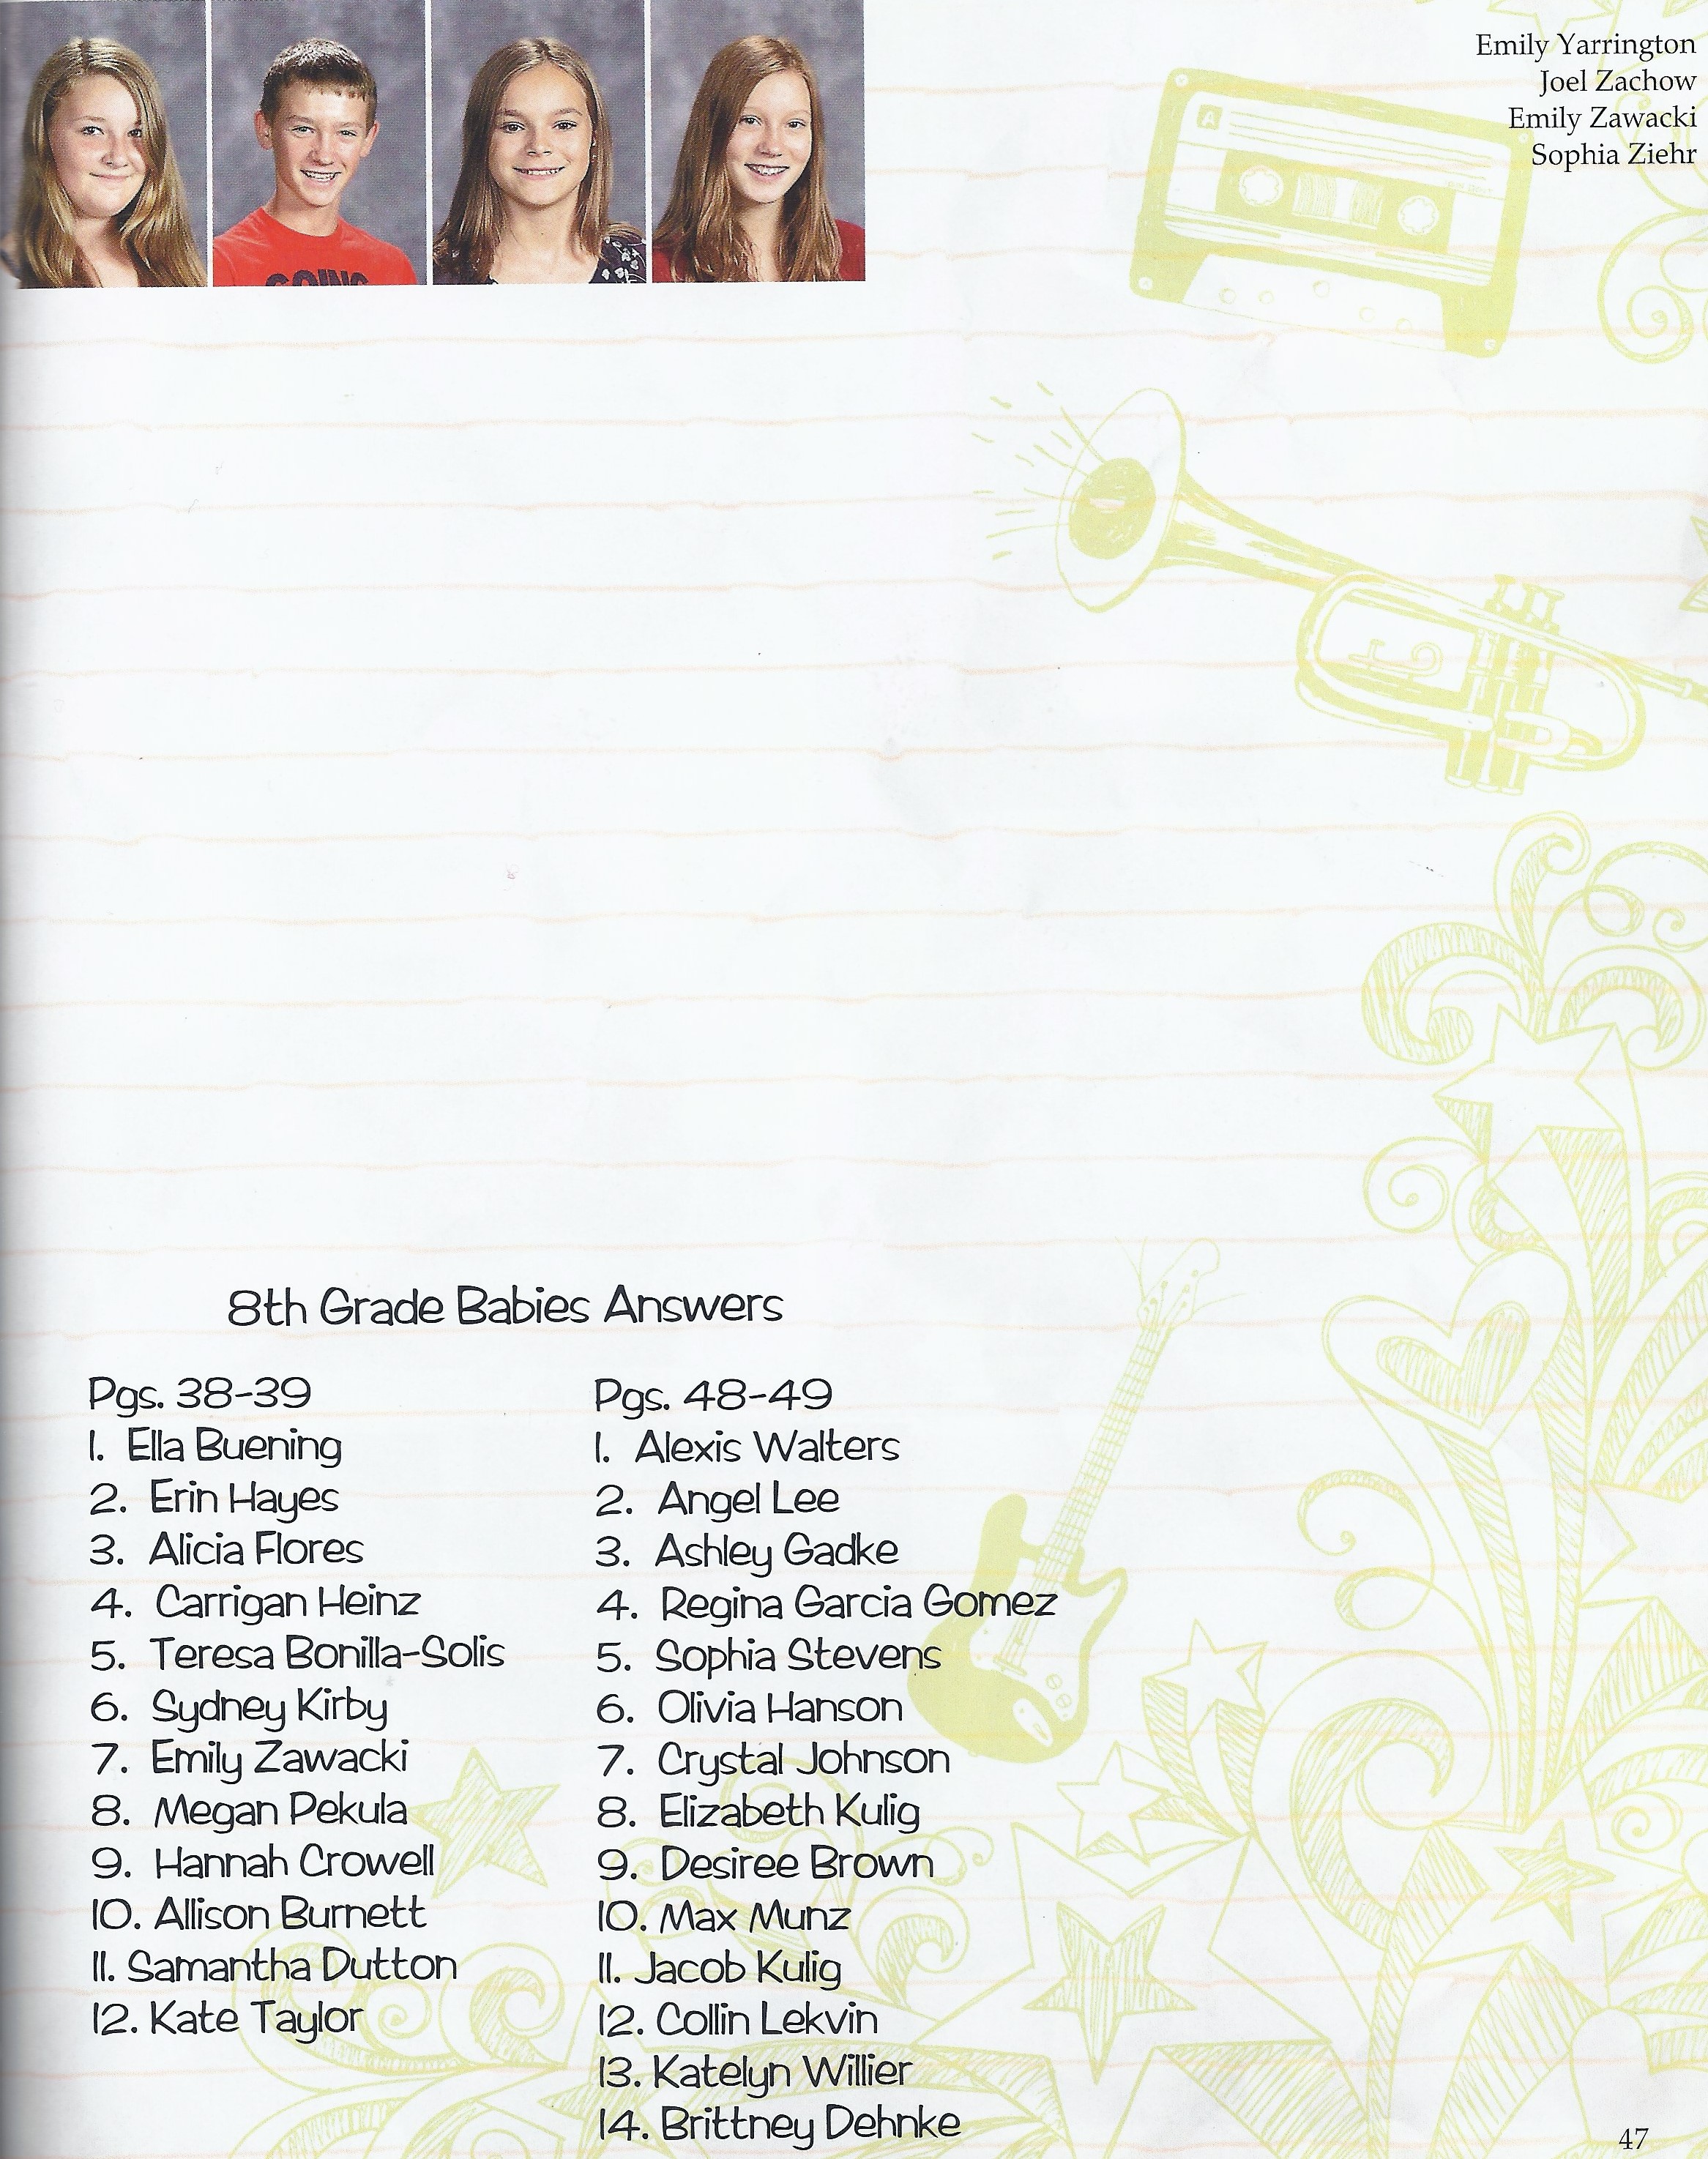 Emily Yarrington
Joel Zachow
Emily Zawacki
Sophia Ziehr
A
GOING
8th Grade Babies Answers
Pgs. 38-39
1. Ella Buening
2. Erin Hayes
3. Alicia Flores
4. Carrigan Heinz
5. Teresa Bonilla-Solis
6. Sydney Kirby
7. Emily Zawacki
8. Megan Pekula
9. Hannah Crowell
10. Allison Burnett
11. Samantha Dutton
12. Kate Taylor
Pgs. 48-49
1. Alexis Walters
2. Angel Lee
3. Ashley Gadke
4. Regina Garcia Gomez
5. Sophia Stevens
6. Olivia Hanson
7. Crystal Johnson
8. Elizabeth Kulig
9. Desiree Brown
10. Max Munz
11. Jacob Kulig
12. Collin Lekvin
13. Katelyn Willier
14. Brittney Dehnke
47